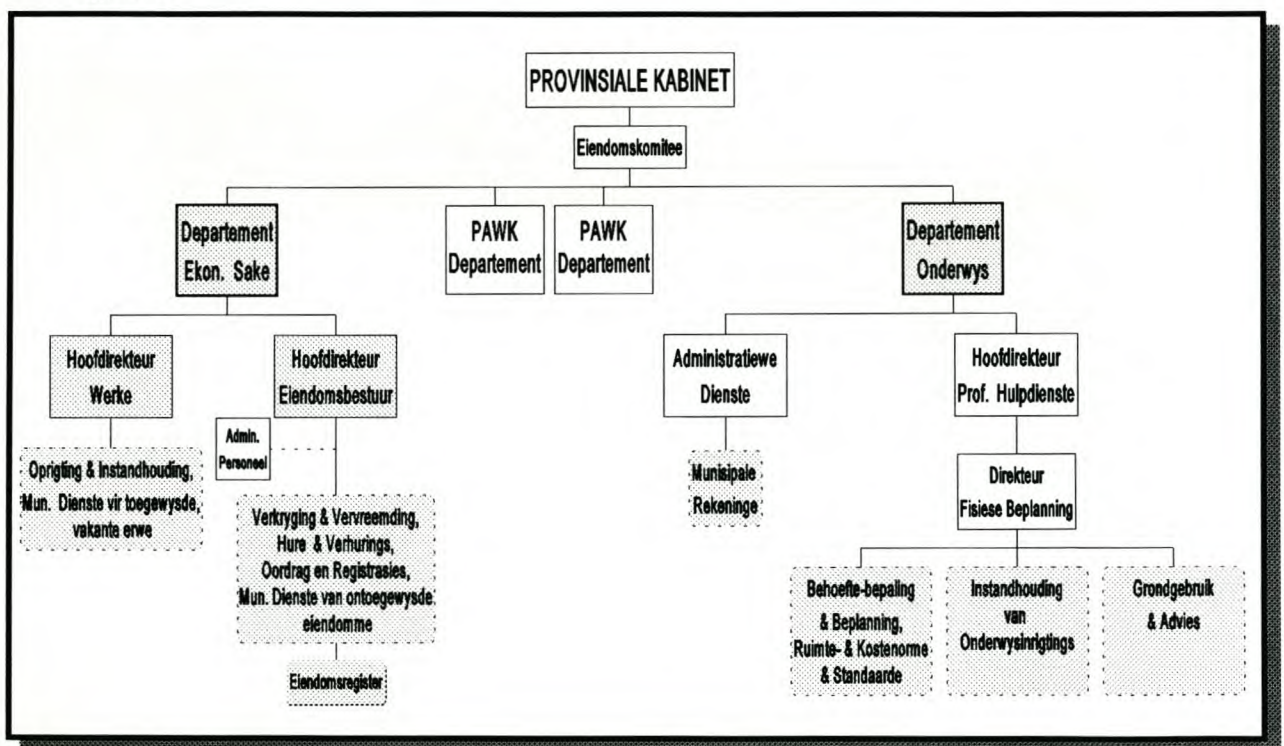 PROVINSIALE KABINET
Eiendomskomitee
Departement
Ekon. Sake
PAWK
Departement
PAWK
Departement
Departement
Onderwys
Hoofdirekteur
Werke
Hoofdirekteur
Eiendomsbestuur
Administratiewe
Dienste
Hoofdirekteur
Prof. Hulpdienste
Admin.
Personeel
Oprigting & Instandhouding,
Mun. Dienste vir toegewysde,
vakante erwe
Verkryging & Vervreemding,
Hure & Verhurings,
Oordrag en Registrasies,
Mun. Dienste van ontoegewysde
eiendomme
Eiendomsregister
Munisipale
Rekeninge
Direkteur
Fisiese Beplanning
Behoefte-bepaling
& Beplanning,
Ruimte- & Kostenorme
& Standaarde
Instandhouding
van
Onderwysinrigtings
Grondgebruik
& Advies